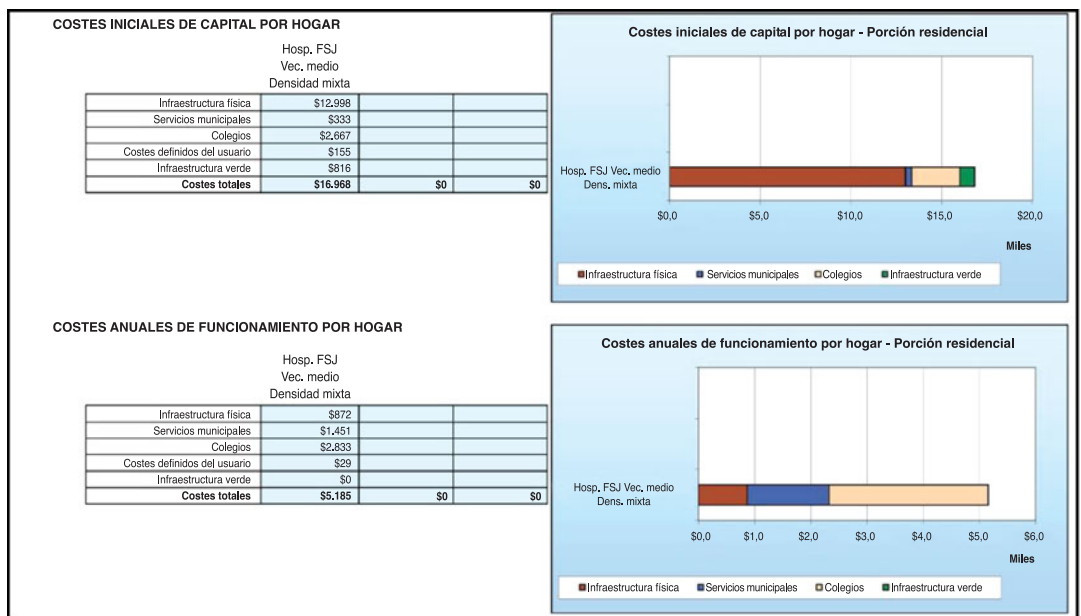 COSTES INICIALES DE CAPITAL POR HOGAR
Hosp. FSJ
Vec. medio
Densidad mixta
Infraestructura física $12.998
Servicios municipales $333
Colegios $2.667
Costes definidos del usuario $155
Infraestructura verde $816
Costes totales $16.968 $0 $0
Costes iniciales de capital por hogar - Porción residencial
Hosp. FSJ Vec. medio
Dens. mixta
$0,0 $5,0 $10,0 $15,0 $20,0
Miles
Infraestructura física Servicios municipales Colegios Infraestructura verde
COSTES ANUALES DE FUNCIONAMIENTO POR HOGAR
Hosp. FSJ
Vec. medio
Densidad mixta
Infraestructura física $872
Servicios municipales $1.451
Colegios $2.833
Costes definidos del usuario $29
Infraestructura verde $0
Costes totales $5.185 $0 $0
Costes anuales de funcionamiento por hogar - Porción residencial
Hosp. FSJ Vec. medio
Dens. mixta
$0,0 $1,0 $2,0 $3,0 $4,0 $5,0 $6,0
Miles
Infraestructura física Servicios municipales Colegios Infraestructura verde